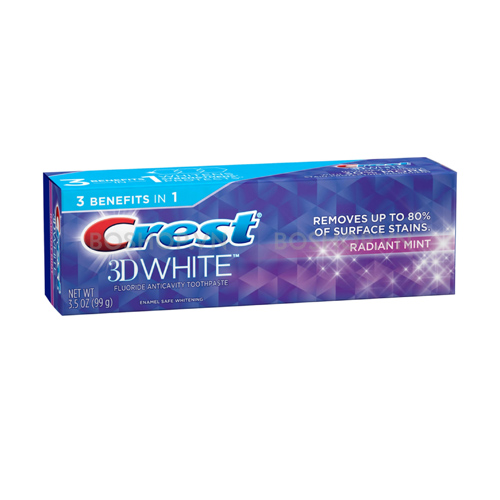 3 BENEFITS IN 1
Crest
3D WHITE™
FLUORIDE ANTICAVITY TOOTHPASTE
ENAMEL SAFE WHITENING.
NET WT
3.5 OZ (99 g)
REMOVES UP TO 80%
OF SURFACE STAINS.
RADIANT MINT